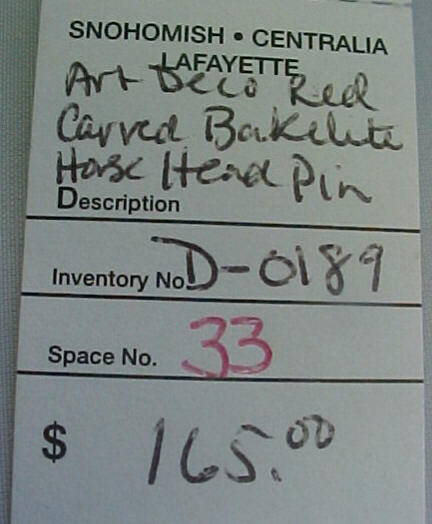 SNOHOMISH • CENTRALIA
LAFAYETTE
Art Deco Red
Carved Bakelite
Horse Head Pin
Description
Inventory No. D-0189
Space No. 33
$ 165.00